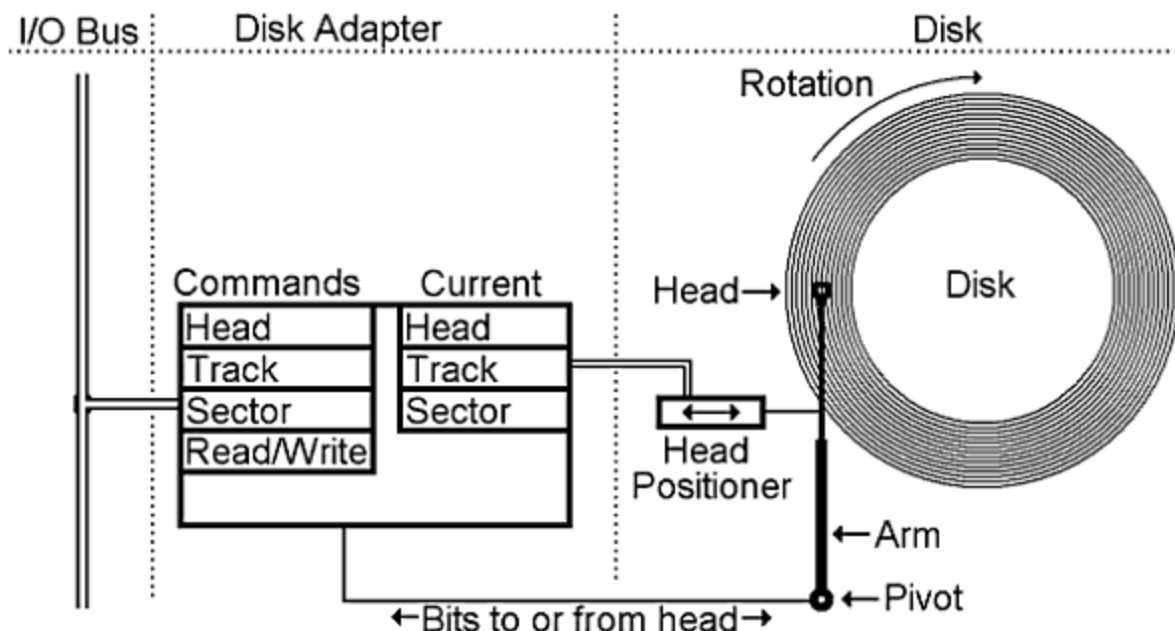 I/O Bus
Disk Adapter
Disk
Rotation
Commands
Current
Head
Track
Sector
Read/Write
Head
Track
Sector
Head
Disk
Head
Positioner
Arm
Pivot
Bits to or from head